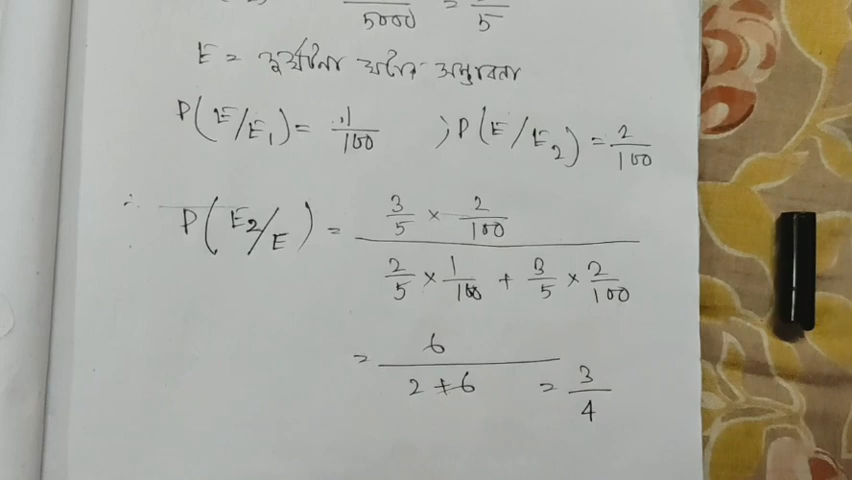 5000 = 5
E = দুর্ঘটনা ঘটার সম্ভাবনা
P(E/E₁) = .1/100 ; P(E/E₂) = 2/100
∴ P(E₂/E) = (3/5 × 2/100) / (2/5 × 1/100 + 3/5 × 2/100)
= 6/(2+6) = 3/4